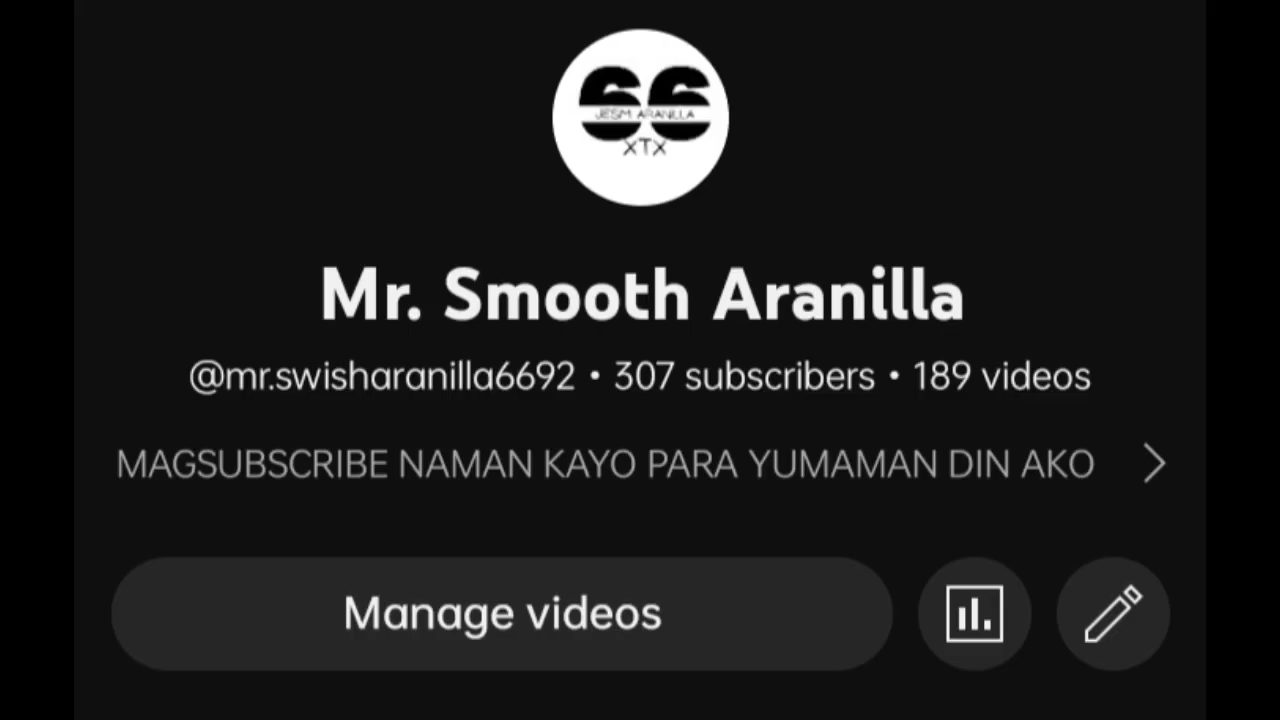 66
JESM ARANILLA
XTX
Mr. Smooth Aranilla
@mr.swisharanilla6692 • 307 subscribers • 189 videos
MAGSUBSCRIBE NAMAN KAYO PARA YUMAMAN DIN AKO
Manage videos